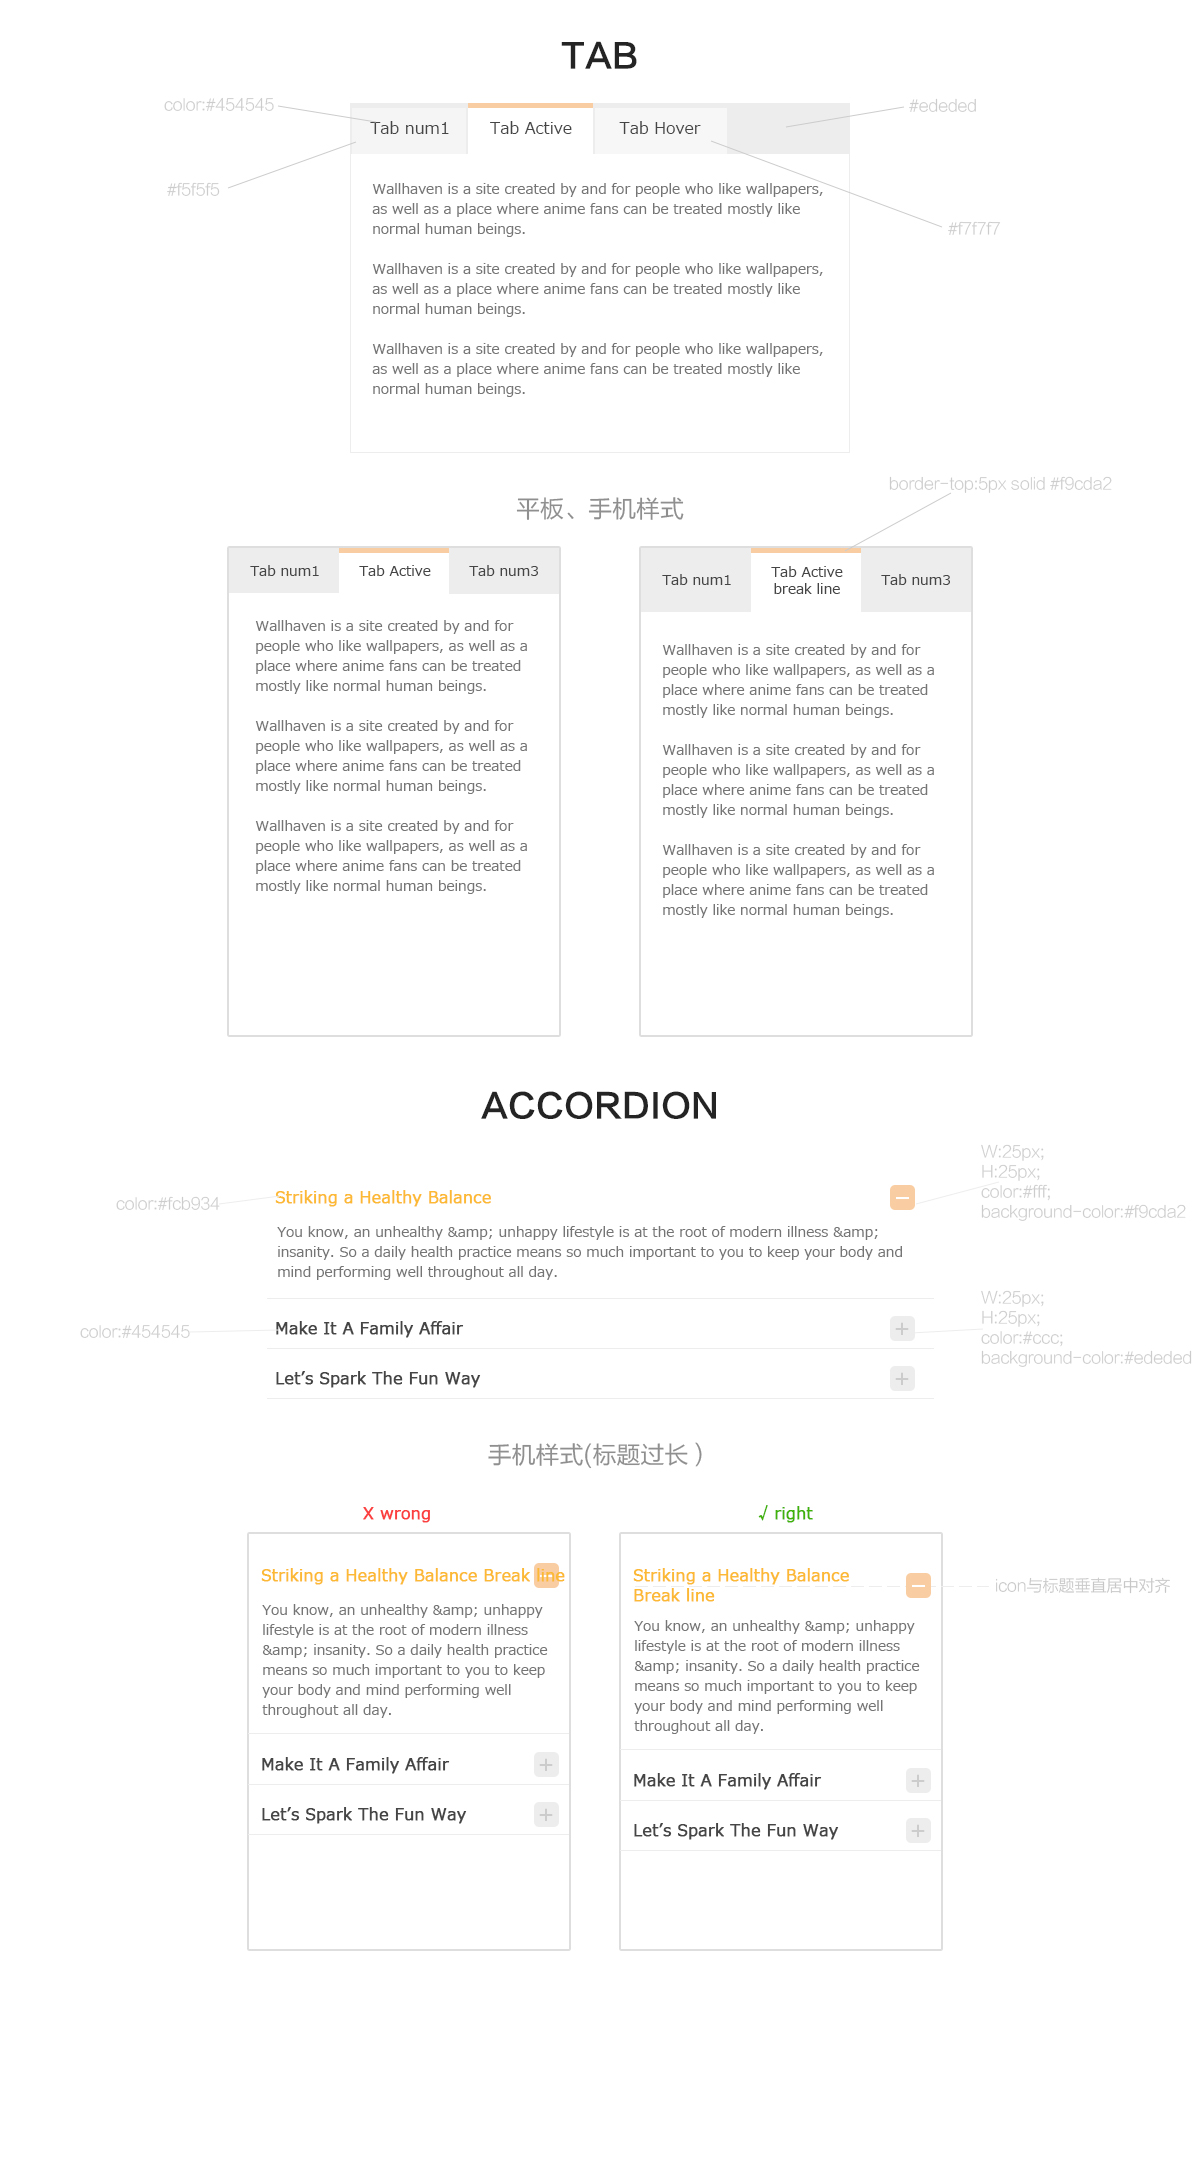 TAB
color:#454545
#ededed
Tab num1
Tab Active
Tab Hover
#f5f5f5
#f7f7f7
Wallhaven is a site created by and for people who like wallpapers,
as well as a place where anime fans can be treated mostly like
normal human beings.
Wallhaven is a site created by and for people who like wallpapers,
as well as a place where anime fans can be treated mostly like
normal human beings.
Wallhaven is a site created by and for people who like wallpapers,
as well as a place where anime fans can be treated mostly like
normal human beings.
border-top:5px solid #f9cda2
平板、手机样式
Tab num1
Tab Active
Tab num3
Wallhaven is a site created by and for
people who like wallpapers, as well as a
place where anime fans can be treated
mostly like normal human beings.
Wallhaven is a site created by and for
people who like wallpapers, as well as a
place where anime fans can be treated
mostly like normal human beings.
Wallhaven is a site created by and for
people who like wallpapers, as well as a
place where anime fans can be treated
mostly like normal human beings.
Tab num1
Tab Active
break line
Tab num3
Wallhaven is a site created by and for
people who like wallpapers, as well as a
place where anime fans can be treated
mostly like normal human beings.
Wallhaven is a site created by and for
people who like wallpapers, as well as a
place where anime fans can be treated
mostly like normal human beings.
Wallhaven is a site created by and for
people who like wallpapers, as well as a
place where anime fans can be treated
mostly like normal human beings.
ACCORDION
color:#fcb934
Striking a Healthy Balance
W:25px;
H:25px;
color:#fff;
background-color:#f9cda2
You know, an unhealthy &amp; unhappy lifestyle is at the root of modern illness &amp;
insanity. So a daily health practice means so much important to you to keep your body and
mind performing well throughout all day.
color:#454545
Make It A Family Affair
W:25px;
H:25px;
color:#ccc;
background-color:#ededed
Let’s Spark The Fun Way
手机样式(标题过长 )
X wrong
Striking a Healthy Balance Break line
You know, an unhealthy &amp; unhappy
lifestyle is at the root of modern illness
&amp; insanity. So a daily health practice
means so much important to you to keep
your body and mind performing well
throughout all day.
Make It A Family Affair
Let’s Spark The Fun Way
√ right
Striking a Healthy Balance
Break line
icon与标题垂直居中对齐
You know, an unhealthy &amp; unhappy
lifestyle is at the root of modern illness
&amp; insanity. So a daily health practice
means so much important to you to keep
your body and mind performing well
throughout all day.
Make It A Family Affair
Let’s Spark The Fun Way